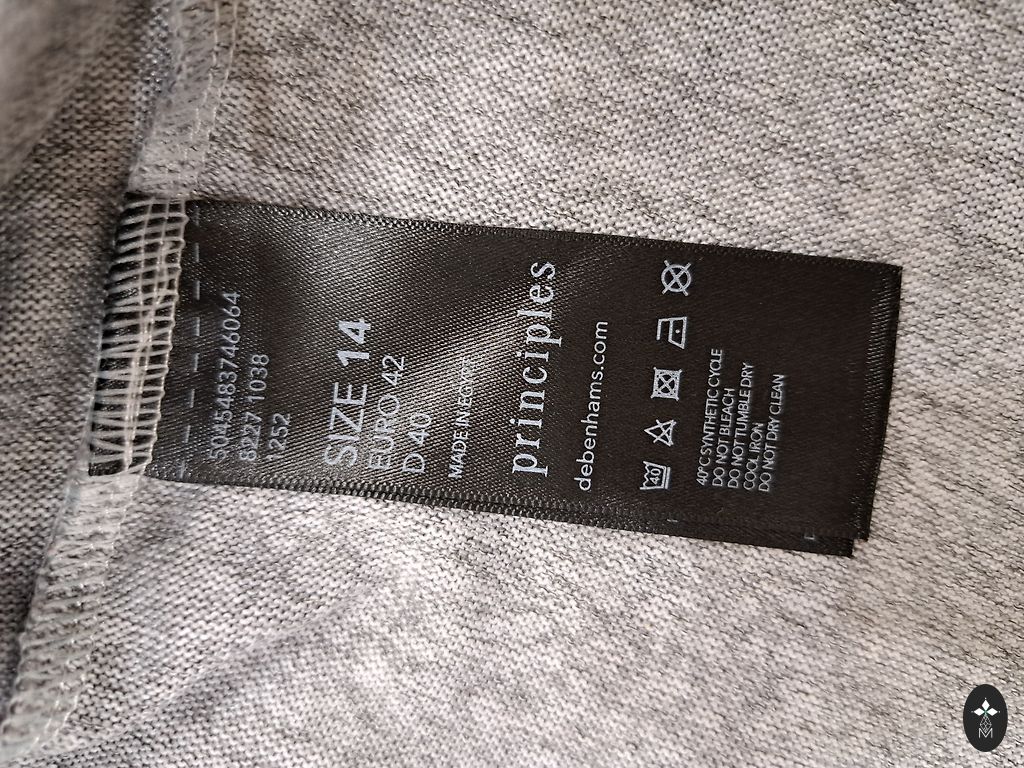 5045483746064
8227 1038
1252
SIZE 14
EURO 42
D 40
MADE IN EGYPT
principles
debenhams.com
40
40°C SYNTHETIC CYCLE
DO NOT BLEACH
DO NOT TUMBLE DRY
COOL IRON
DO NOT DRY CLEAN